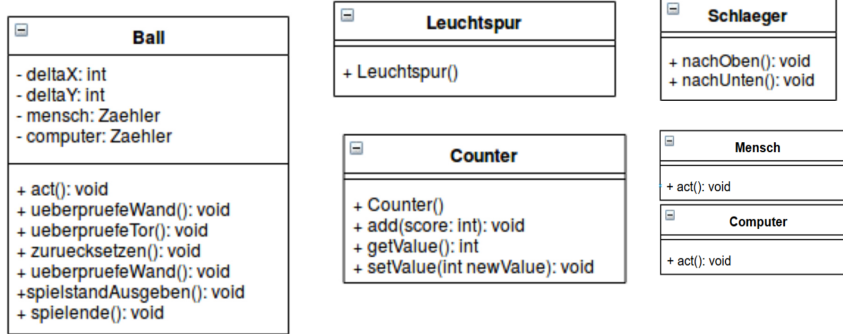 Ball
- deltaX: int
- deltaY: int
- mensch: Zaehler
- computer: Zaehler
+ act(): void
+ ueberpruefeWand(): void
+ ueberpruefeTor(): void
+ zuruecksetzen(): void
+ ueberpruefeWand(): void
+spielstandAusgeben(): void
+ spielende(): void
Leuchtspur
+ Leuchtspur()
Counter
+ Counter()
+ add(score: int): void
+ getValue(): int
+ setValue(int newValue): void
Schlaeger
+ nachOben(): void
+ nachUnten(): void
Mensch
+ act(): void
Computer
+ act(): void